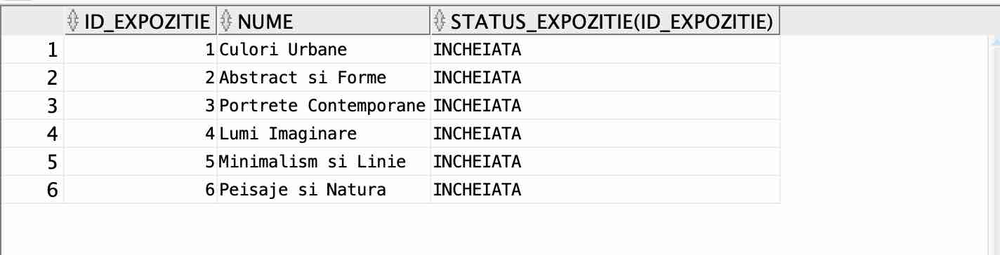 ID_EXPOZITIE NUME STATUS_EXPOZITIE(ID_EXPOZITIE)
1 1 Culori Urbane INCHEIATA
2 2 Abstract si Forme INCHEIATA
3 3 Portrete Contemporane INCHEIATA
4 4 Lumi Imaginare INCHEIATA
5 5 Minimalism si Linie INCHEIATA
6 6 Peisaje si Natura INCHEIATA